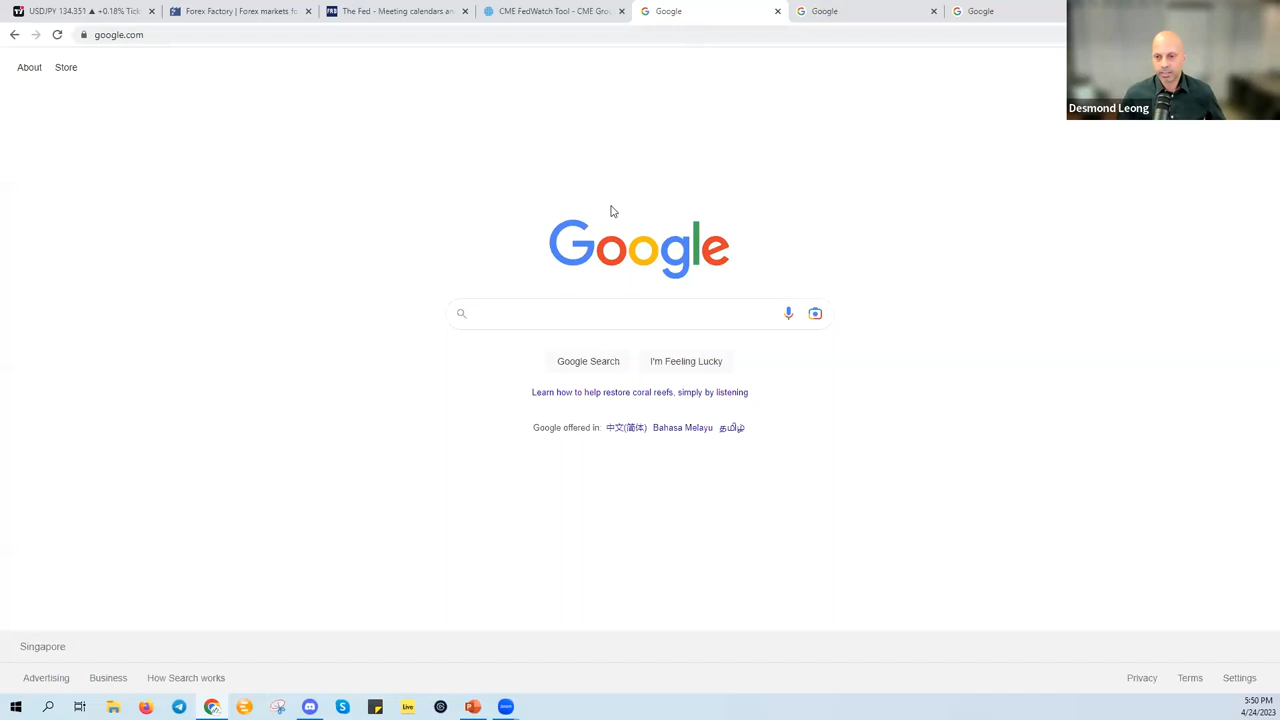 USDJPY 134.351 ▲ +0.18% Tick
Forex Factory | Forex markets fo
FRB The Fed - Meeting calendars an
CME FedWatch Tool - CME Grou
Google
Google
Google
google.com
About Store
Desmond Leong
Google
Google Search I'm Feeling Lucky
Learn how to help restore coral reefs, simply by listening
Google offered in: 中文(简体) Bahasa Melayu தமிழ்
Singapore
Advertising Business How Search works Privacy Terms Settings
Live
zoom
5:50 PM
4/24/2023